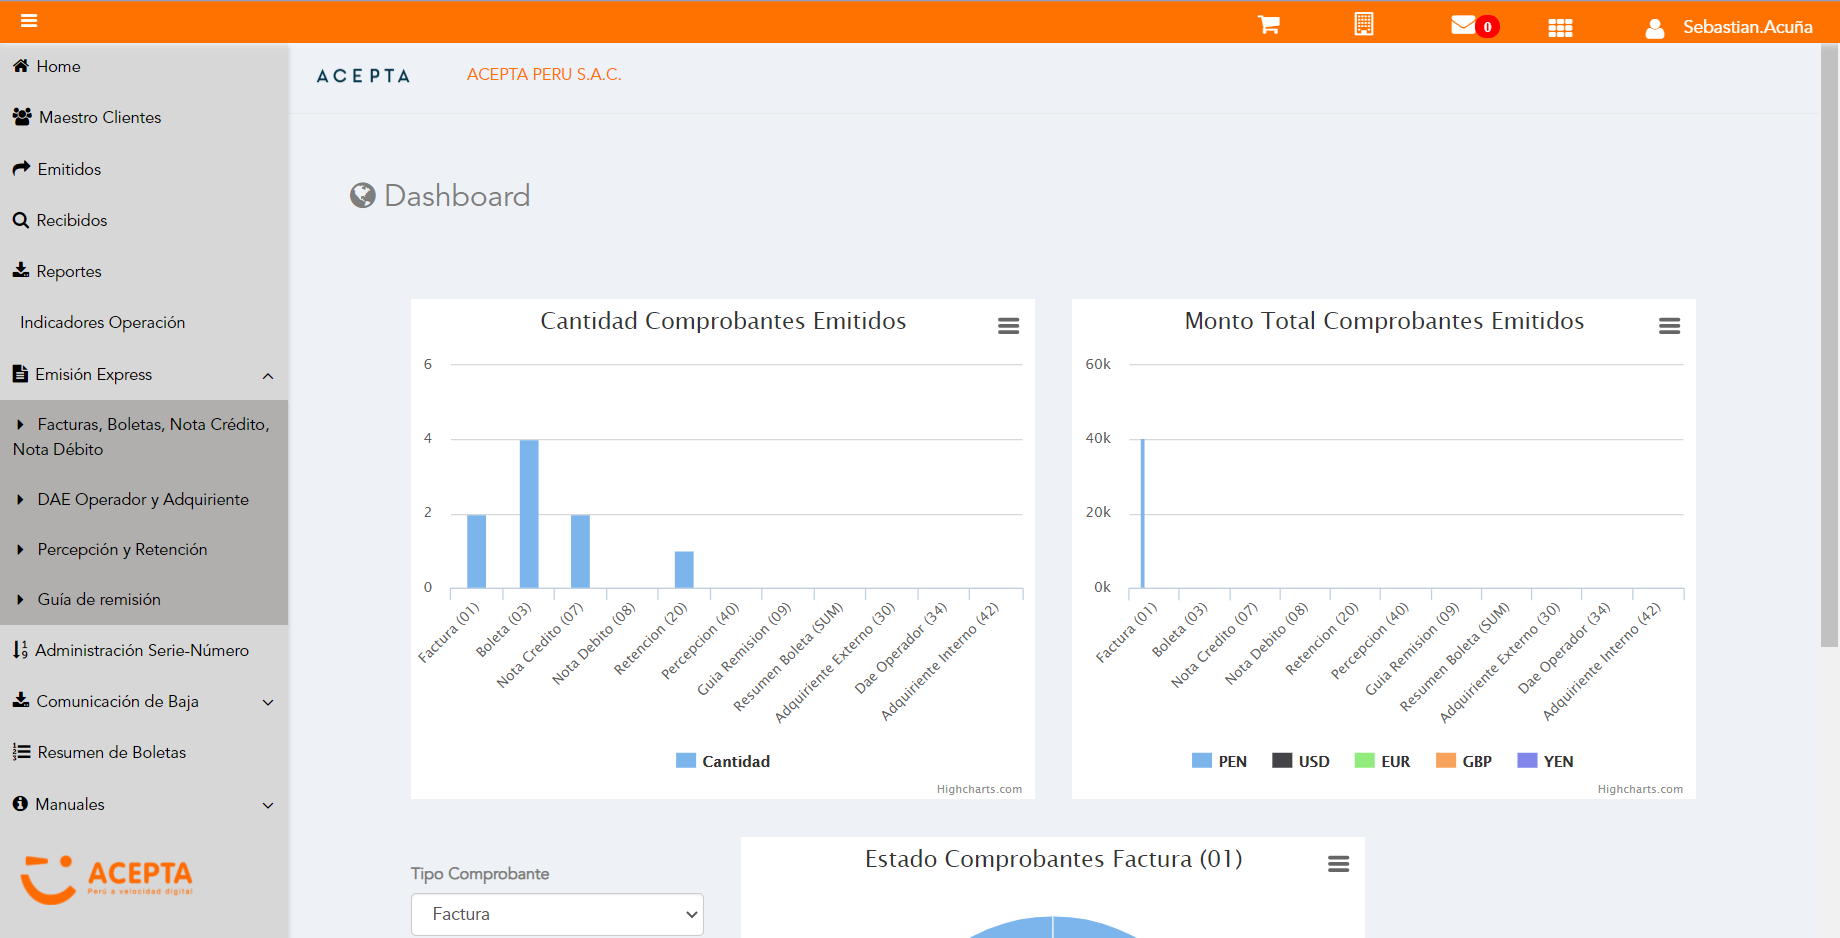 0
Sebastian.Acuña
Home
Maestro Clientes
Emitidos
Recibidos
Reportes
Indicadores Operación
Emisión Express
Facturas, Boletas, Nota Crédito,
Nota Débito
DAE Operador y Adquiriente
Percepción y Retención
Guía de remisión
Administración Serie-Número
Comunicación de Baja
Resumen de Boletas
Manuales
ACEPTA
Perú a velocidad digital
ACEPTA
ACEPTA PERU S.A.C.
Dashboard
Cantidad Comprobantes Emitidos
6
4
2
0
Factura (01)
Boleta (03)
Nota Credito (07)
Nota Debito (08)
Retencion (20)
Percepcion (40)
Guia Remision (09)
Resumen Boleta (SUM)
Adquiriente Externo (30)
Dae Operador (34)
Adquiriente Interno (42)
Cantidad
Highcharts.com
Monto Total Comprobantes Emitidos
60k
40k
20k
0k
Factura (01)
Boleta (03)
Nota Credito (07)
Nota Debito (08)
Retencion (20)
Percepcion (40)
Guia Remision (09)
Resumen Boleta (SUM)
Adquiriente Externo (30)
Dae Operador (34)
Adquiriente Interno (42)
PEN USD EUR GBP YEN
Highcharts.com
Tipo Comprobante
Factura
Estado Comprobantes Factura (01)